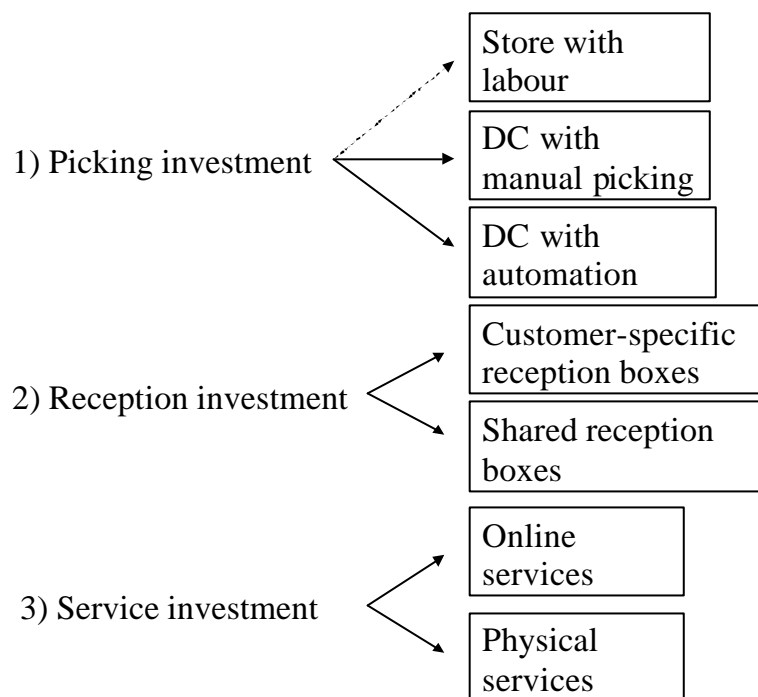 Store with
labour
1) Picking investment
DC with
manual picking
DC with
automation
Customer-specific
reception boxes
2) Reception investment
Shared reception
boxes
Online
services
3) Service investment
Physical
services